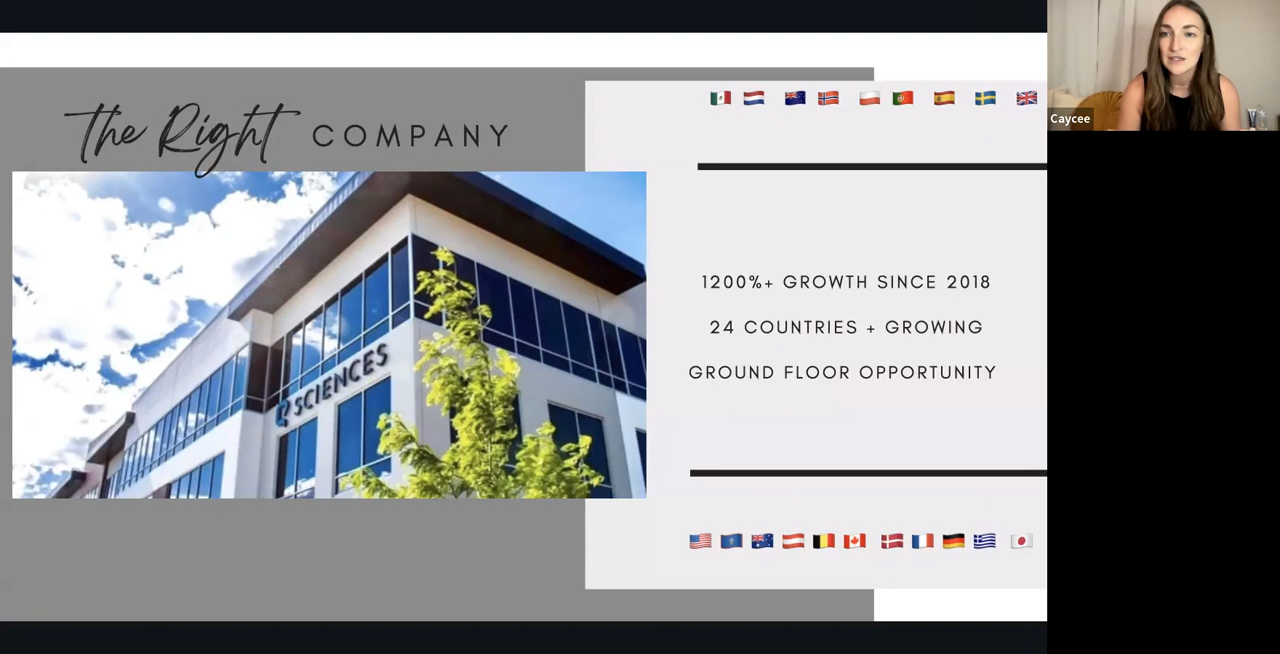 the Right COMPANY
Q SCIENCES
1200%+ GROWTH SINCE 2018
24 COUNTRIES + GROWING
GROUND FLOOR OPPORTUNITY
Caycee